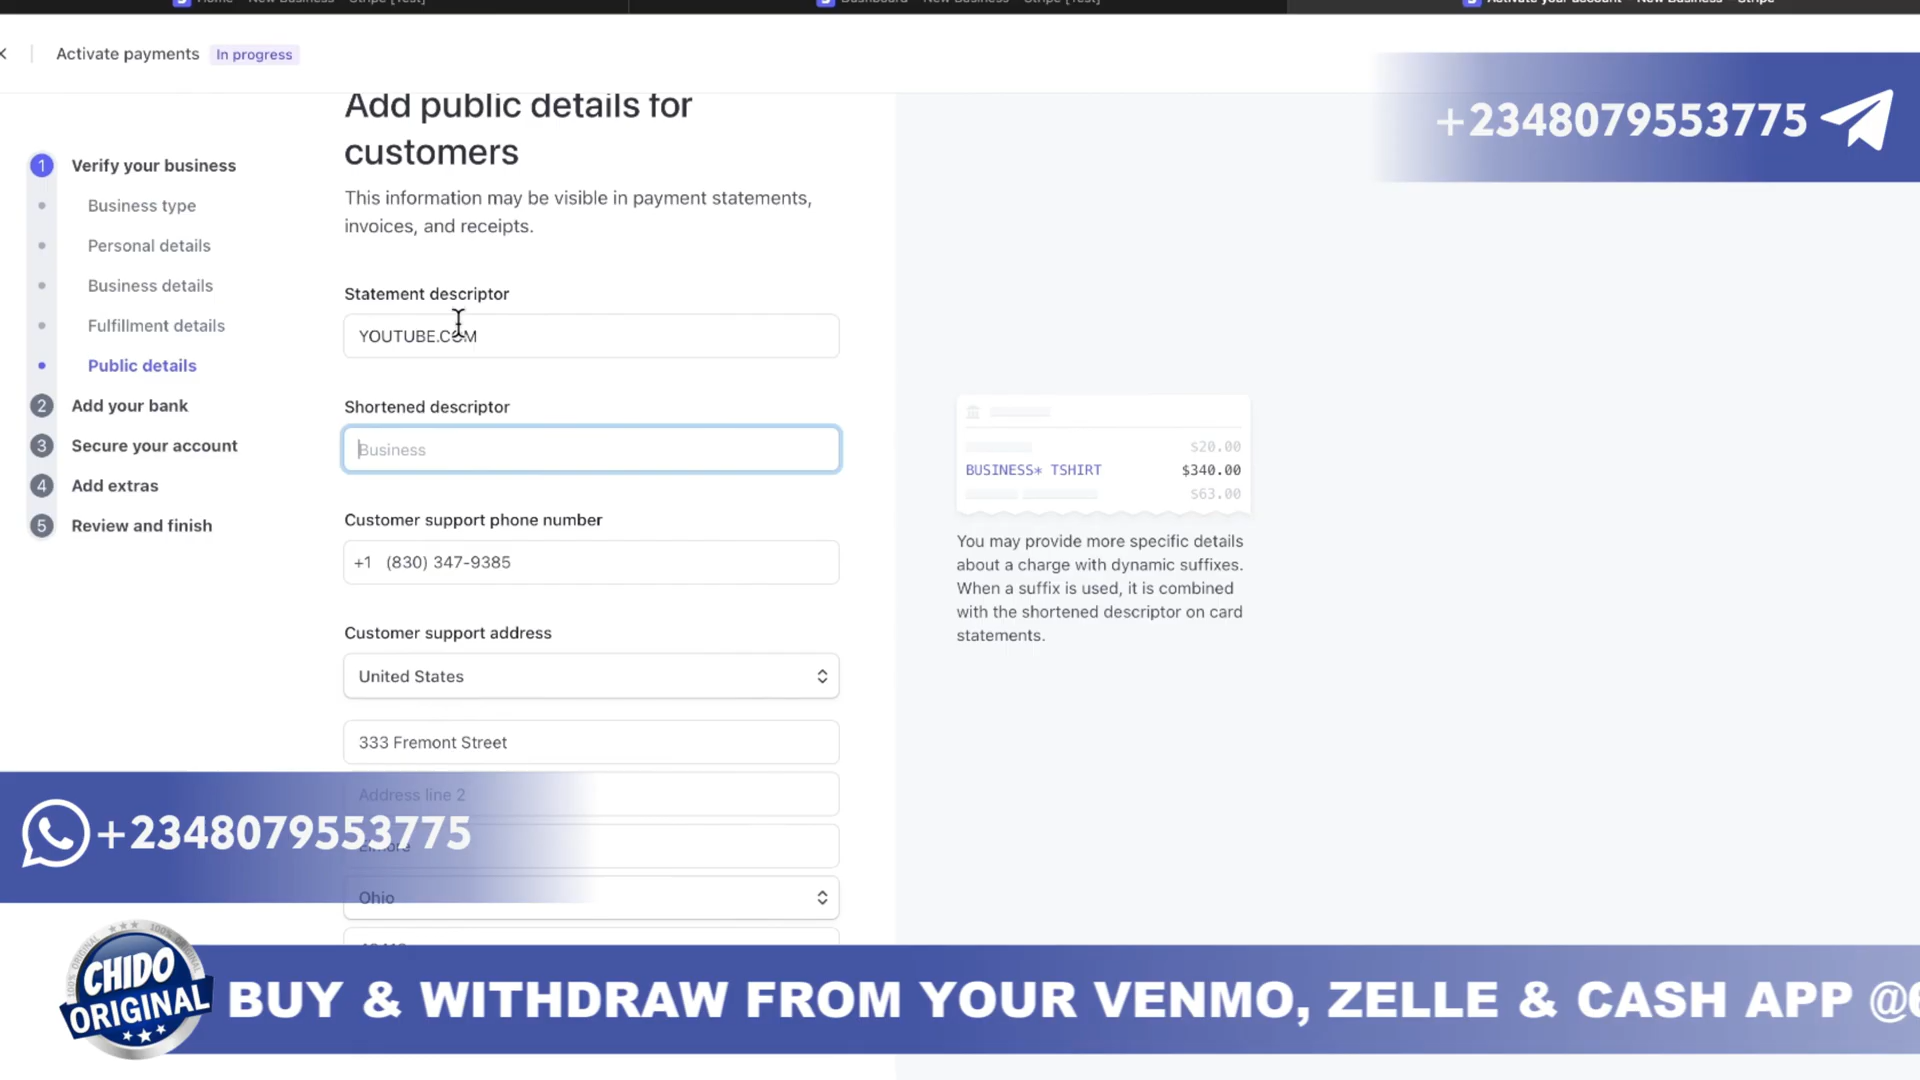 Activate payments
In progress
+2348079553775
Add public details for
customers
This information may be visible in payment statements,
invoices, and receipts.
1 Verify your business
Business type
Personal details
Business details
Fulfillment details
Public details
2 Add your bank
3 Secure your account
4 Add extras
5 Review and finish
Statement descriptor
YOUTUBE.COM
Shortened descriptor
Business
Customer support phone number
+1 (830) 347-9385
Customer support address
United States
333 Fremont Street
Address line 2
Elmore
Ohio
$20.00
BUSINESS* TSHIRT $340.00
$63.00
You may provide more specific details
about a charge with dynamic suffixes.
When a suffix is used, it is combined
with the shortened descriptor on card
statements.
+2348079553775
CHIDO
ORIGINAL
BUY & WITHDRAW FROM YOUR VENMO, ZELLE & CASH APP